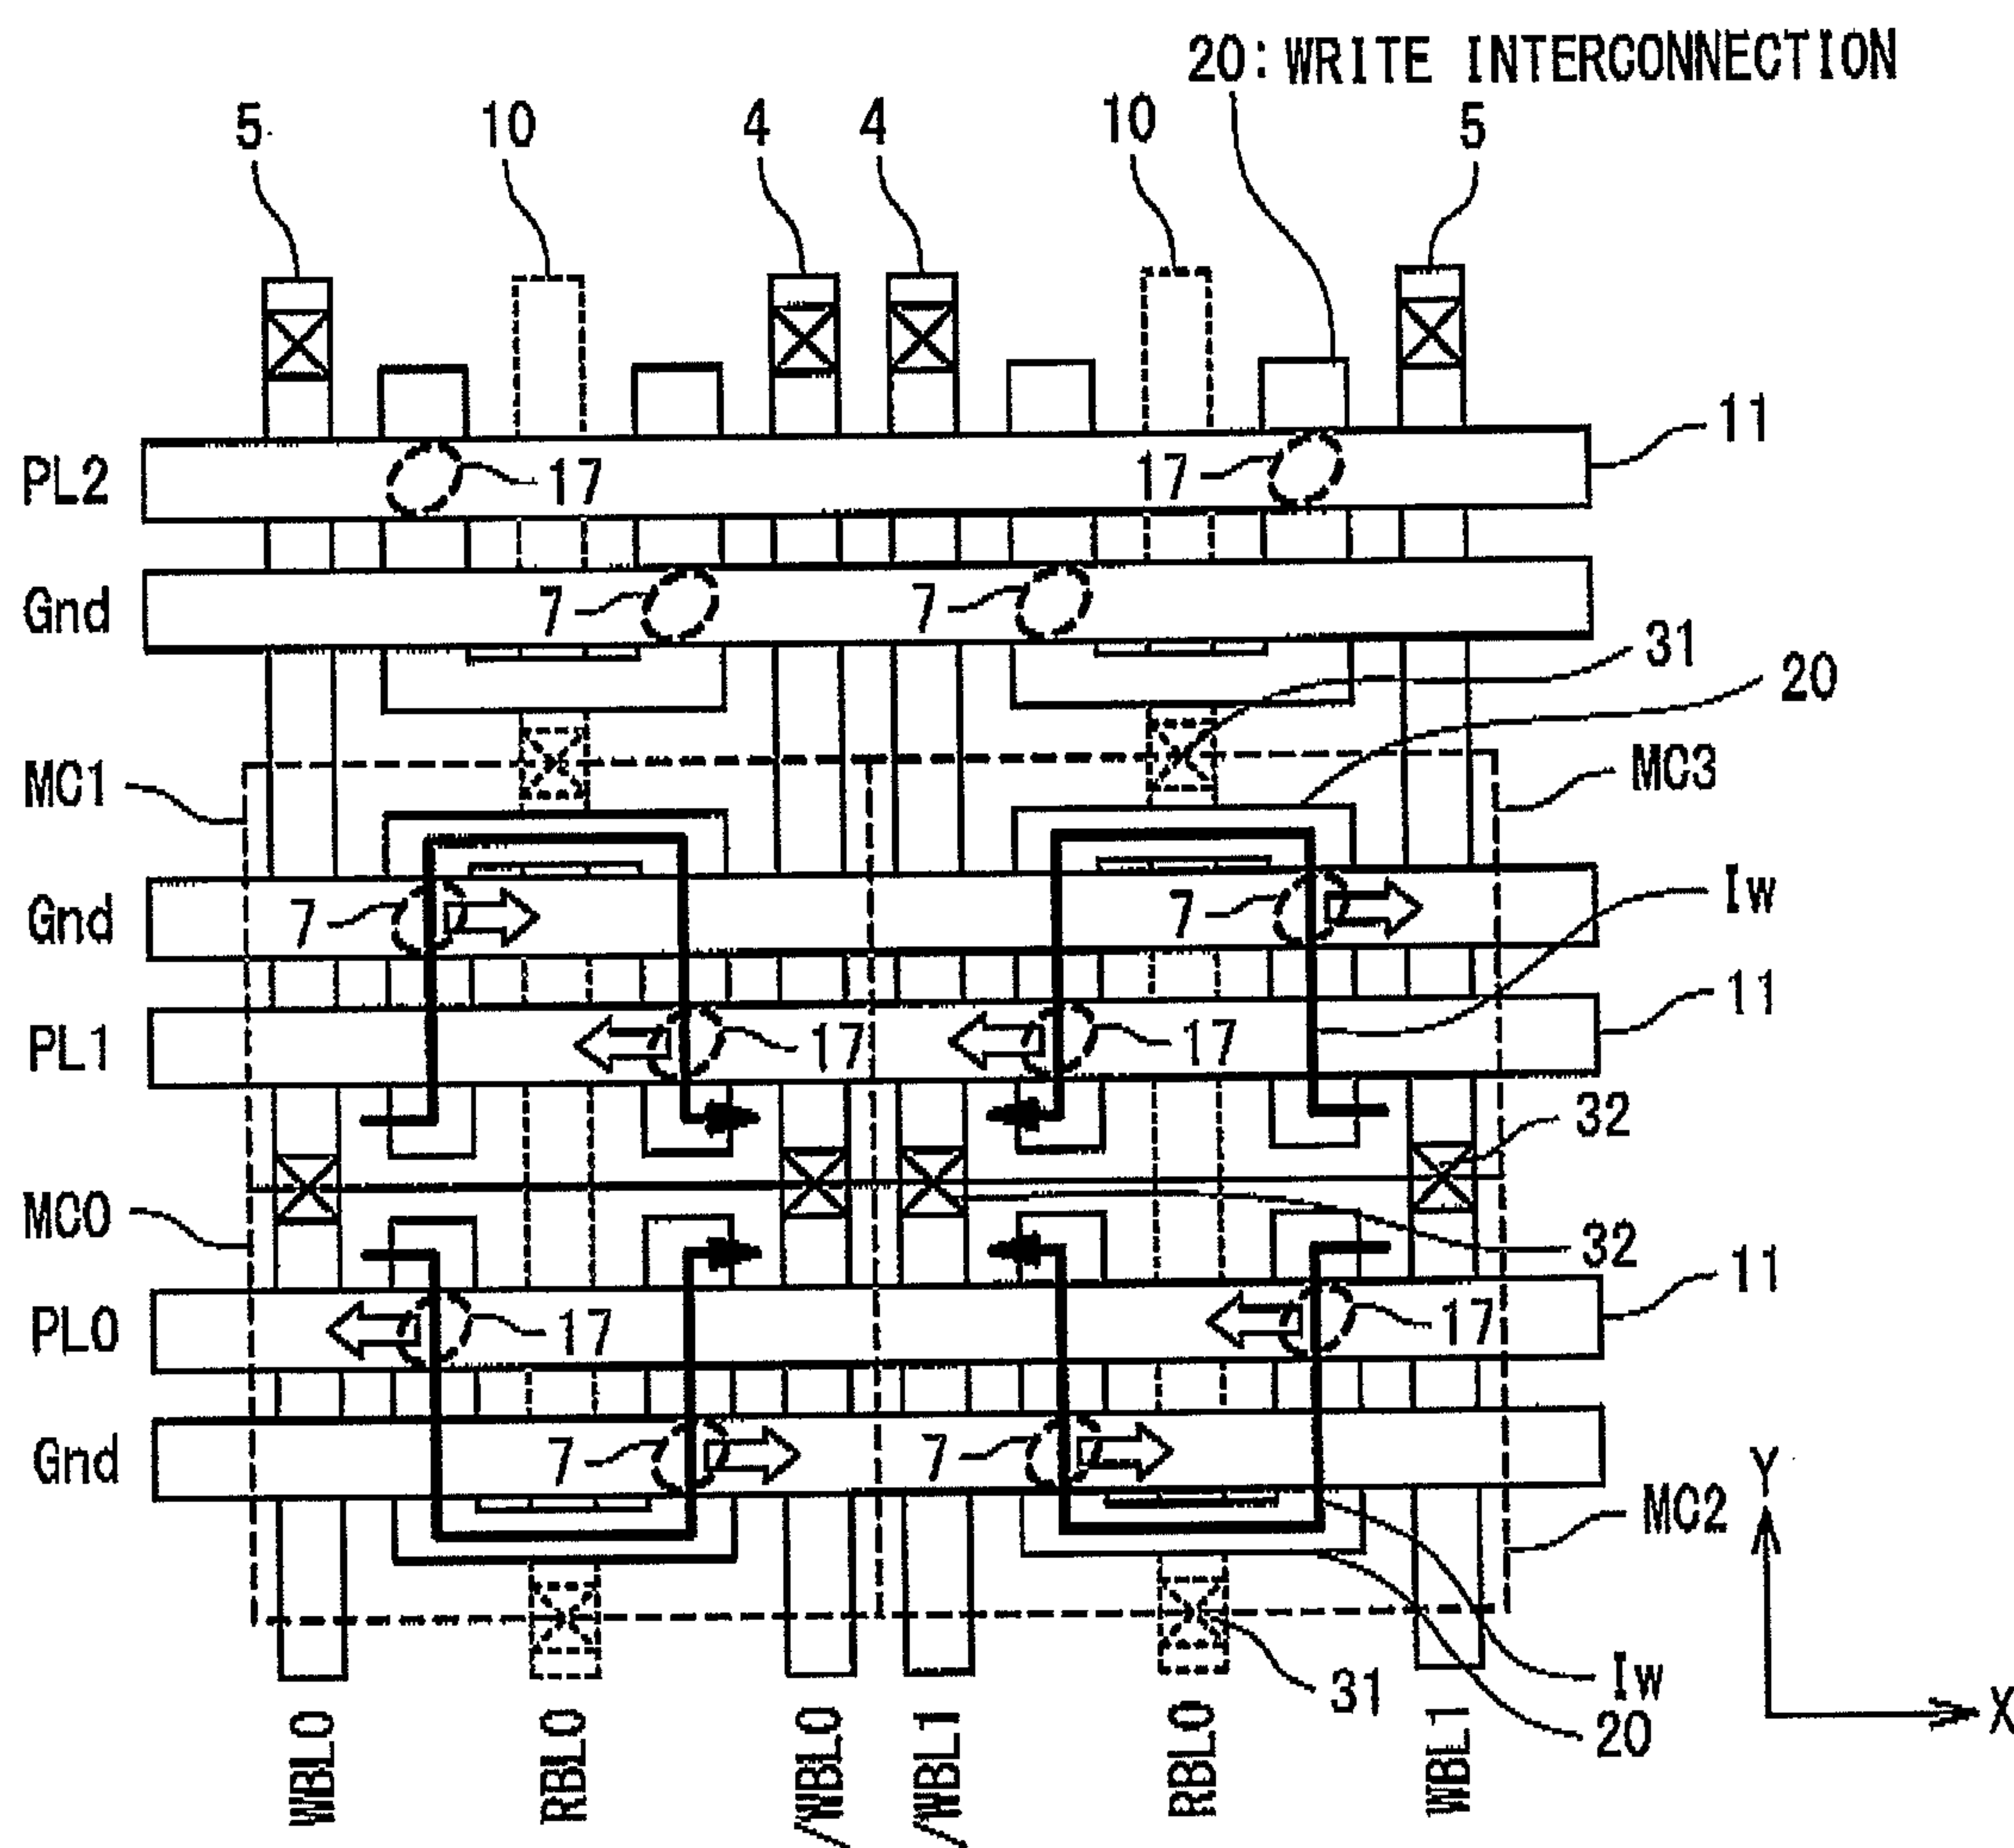 20: WRITE INTERCONNECTION
5 10 4 4 10 5
11
PL2 17 17
Gnd 7 7
31
20
MC1 MC3
Gnd 7 7 Iw
PL1 17 17 11
32
MC0
32
11
PL0 17 17
Gnd 7 7
Y
MC2
31 Iw
20
X
WBL0 RBL0 /WBL0 /WBL1 RBL0 WBL1